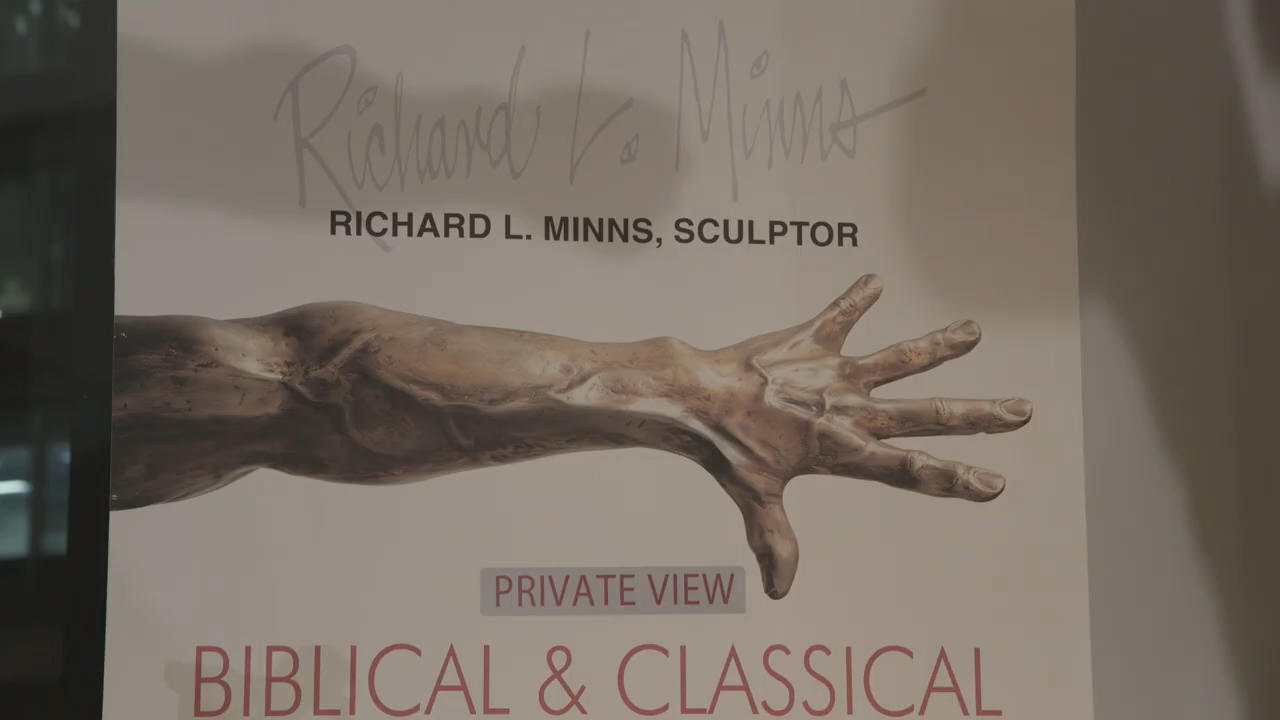 Richard L. Minns
RICHARD L. MINNS, SCULPTOR
PRIVATE VIEW
BIBLICAL & CLASSICAL